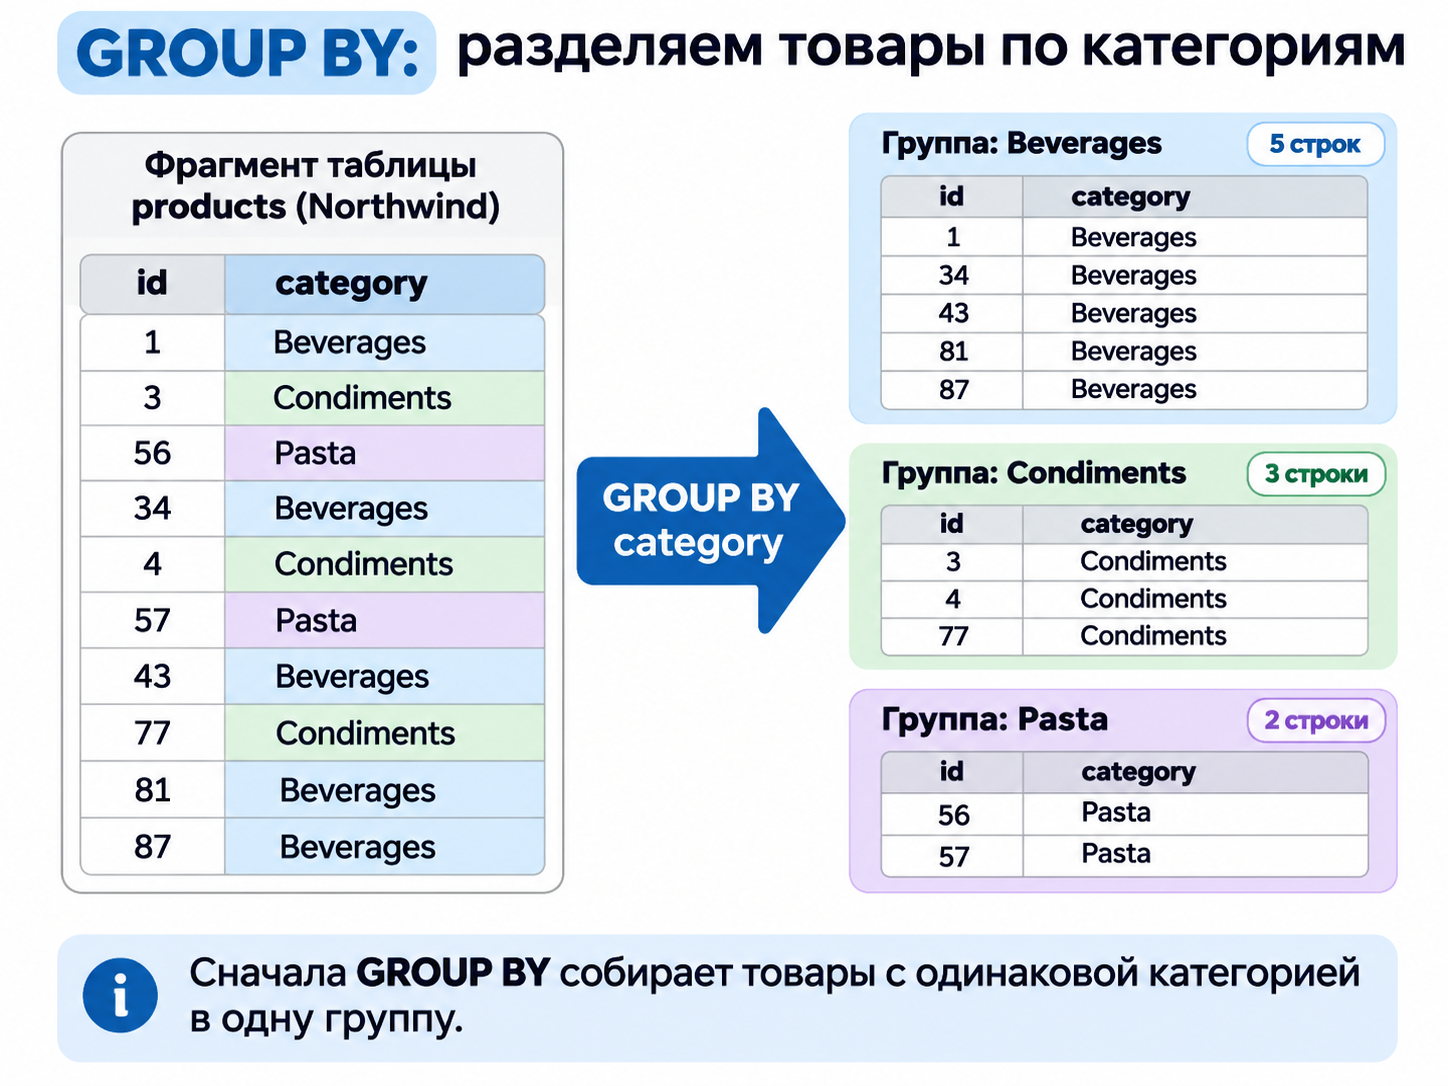 GROUP BY: разделяем товары по категориям
Фрагмент таблицы
products (Northwind)
id category
1 Beverages
3 Condiments
56 Pasta
34 Beverages
4 Condiments
57 Pasta
43 Beverages
77 Condiments
81 Beverages
87 Beverages
GROUP BY
category
Группа: Beverages 5 строк
id category
1 Beverages
34 Beverages
43 Beverages
81 Beverages
87 Beverages
Группа: Condiments 3 строки
id category
3 Condiments
4 Condiments
77 Condiments
Группа: Pasta 2 строки
id category
56 Pasta
57 Pasta
i
Сначала GROUP BY собирает товары с одинаковой категорией
в одну группу.